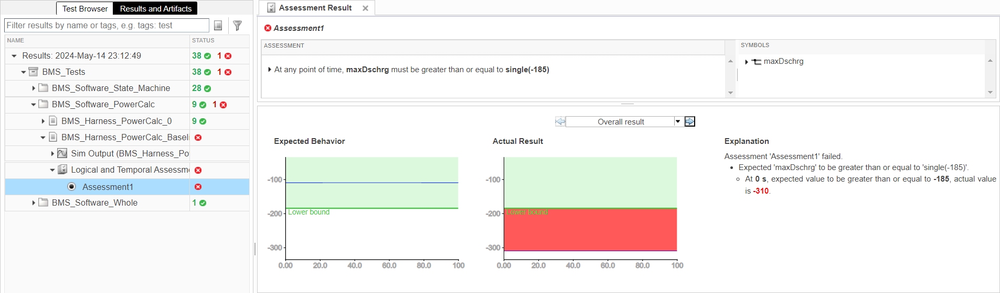 Test Browser
Results and Artifacts
Filter results by name or tags, e.g. tags: test
NAME STATUS
Results: 2024-May-14 23:12:49 38 1
BMS_Tests 38 1
BMS_Software_State_Machine 28
BMS_Software_PowerCalc 9 1
BMS_Harness_PowerCalc_0 9
BMS_Harness_PowerCalc_Baseli
Sim Output (BMS_Harness_Po
Logical and Temporal Assessm
Assessment1
BMS_Software_Whole 1
Assessment Result
Assessment1
ASSESSMENT
At any point of time, maxDschrg must be greater than or equal to single(-185)
SYMBOLS
maxDschrg
Overall result
Expected Behavior
-100
-200
-300
Lower bound
0.00 20.0 40.0 60.0 80.0 100
Actual Result
-100
-200
-300
Lower bound
0.00 20.0 40.0 60.0 80.0 100
Explanation
Assessment 'Assessment1' failed.
Expected 'maxDschrg' to be greater than or equal to 'single(-185)'.
At 0 s, expected value to be greater than or equal to -185, actual value
is -310.